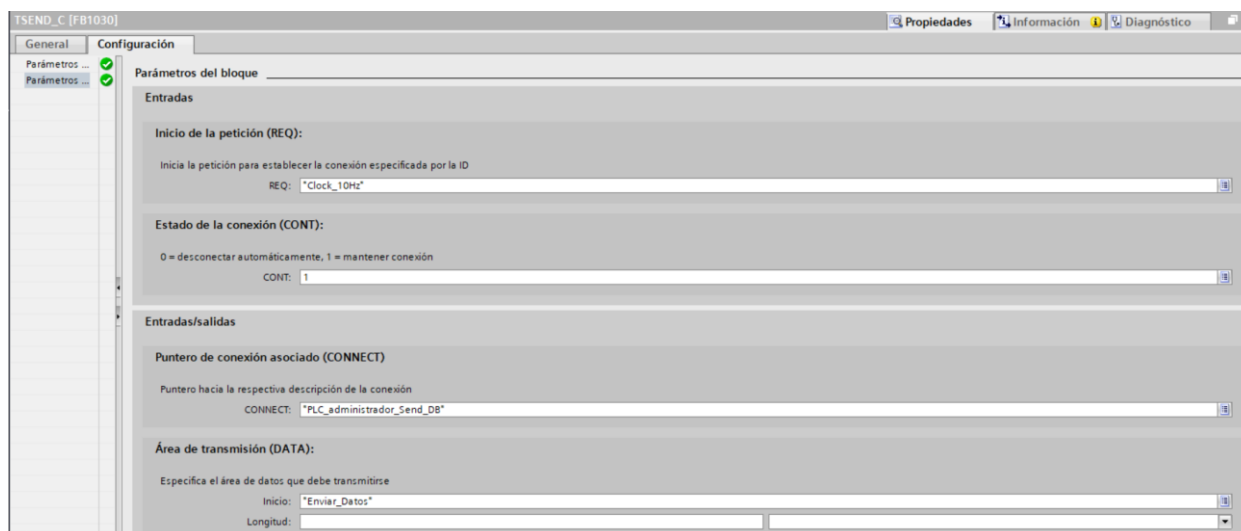 TSEND_C [FB1030]
Propiedades Información Diagnóstico
General Configuración
Parámetros ...
Parámetros ...
Parámetros del bloque
Entradas
Inicio de la petición (REQ):
Inicia la petición para establecer la conexión especificada por la ID
REQ: "Clock_10Hz"
Estado de la conexión (CONT):
0 = desconectar automáticamente, 1 = mantener conexión
CONT: 1
Entradas/salidas
Puntero de conexión asociado (CONNECT)
Puntero hacia la respectiva descripción de la conexión
CONNECT: "PLC_administrador_Send_DB"
Área de transmisión (DATA):
Especifica el área de datos que debe transmitirse
Inicio: "Enviar_Datos"
Longitud: